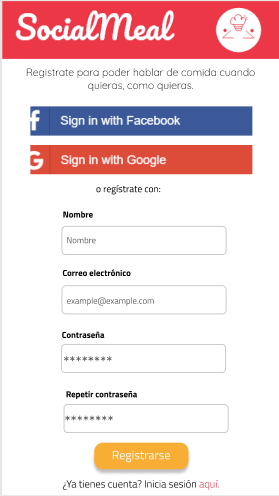 SocialMeal
Registrate para poder hablar de comida cuando
quieras, como quieras.
f Sign in with Facebook
G Sign in with Google
o regístrate con:
Nombre
Nombre
Correo electrónico
example@example.com
Contraseña
********
Repetir contraseña
********
Registrarse
¿Ya tienes cuenta? Inicia sesión aquí.